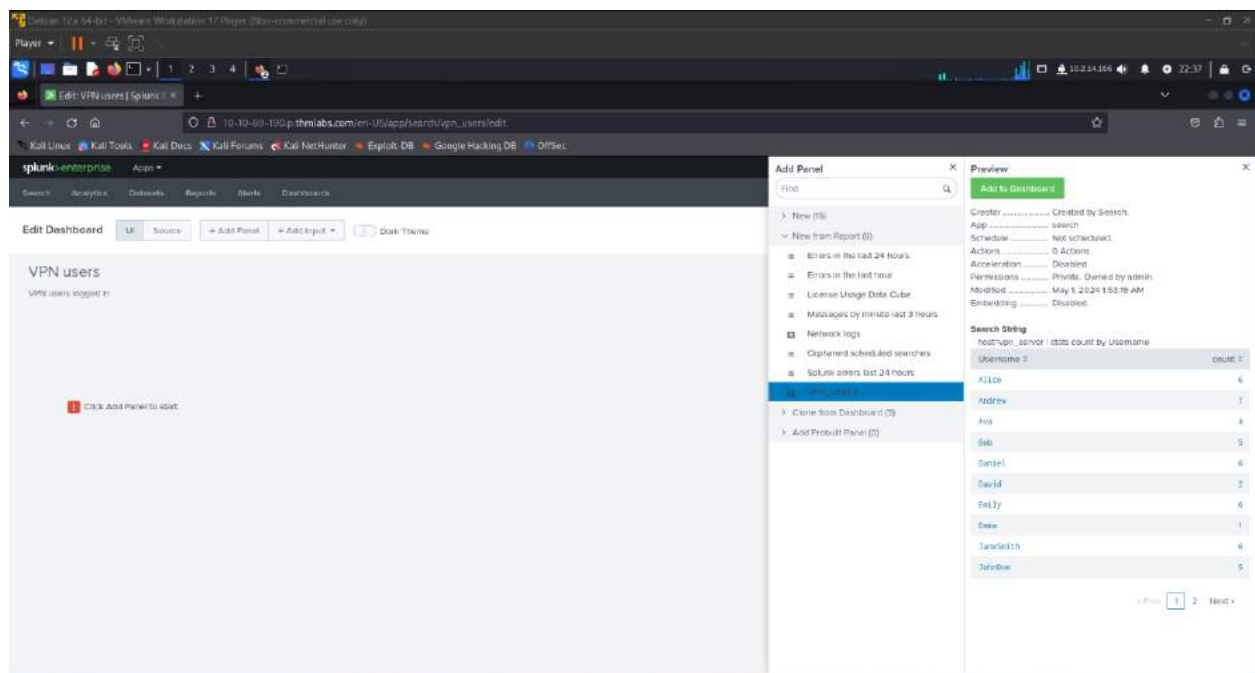 Debian 12.x 64-bit - VMware Workstation 17 Player (Non-commercial use only)
Player
1 2 3 4
10.2.14.166
22:37
Edit: VPN users | Splunk
10-10-69-190.p.thmlabs.com/en-US/app/search/vpn_users/edit
Kali Linux Kali Tools Kali Docs Kali Forums Kali NetHunter Exploit-DB Google Hacking DB OffSec
splunk>enterprise Apps
Search Analytics Datasets Reports Alerts Dashboards
Edit Dashboard UI Source + Add Panel + Add Input Dark Theme
VPN users
VPN users logged in
Click Add Panel to start.
Add Panel
Find
New (15)
New from Report (9)
Errors in the last 24 hours
Errors in the last hour
License Usage Data Cube
Messages by minute last 3 hours
Network logs
Orphaned scheduled searches
Splunk errors last 24 hours
Clone from Dashboard (5)
Add Prebuilt Panel (0)
Preview
Add to Dashboard
Creator Created by Search.
App search
Schedule Not scheduled.
Actions 0 Actions
Acceleration Disabled.
Permissions Private. Owned by admin.
Modified May 1, 2024 1:53:19 AM
Embedding Disabled.
Search String
host=vpn_server | stats count by Username
Username count
Alice 6
Andrew 7
Ava 4
Bob 5
Daniel 6
David 2
Emily 6
Emma 1
JaneSmith 6
JohnDoe 5
« Prev 1 2 Next »